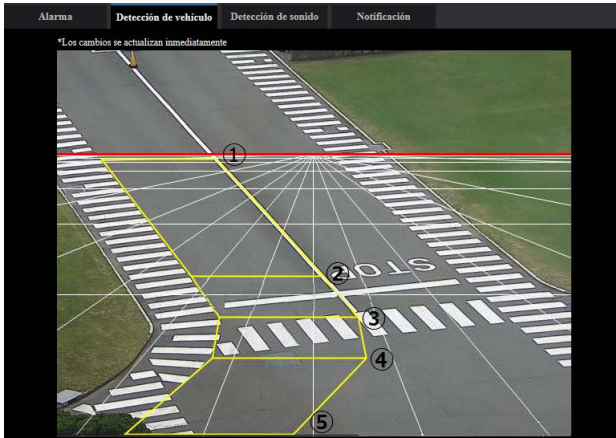 Alarma Detección de vehículo Detección de sonido Notificación
*Los cambios se actualizan inmediatamente
①
STOP
②
③
④
⑤